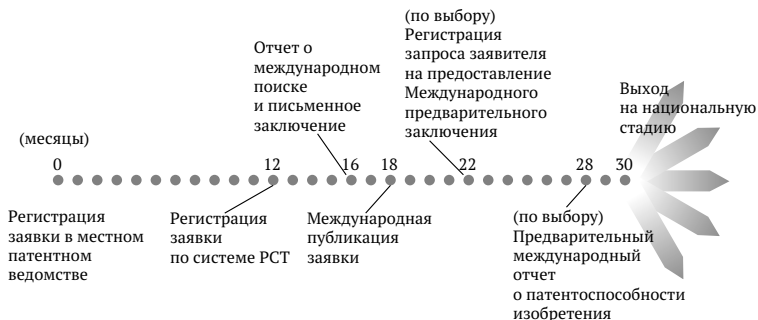 (по выбору)
Регистрация
запроса заявителя
на предоставление
Международного
предварительного
заключения
Отчет о
международном
поиске
и письменное
заключение
Выход
на национальную
стадию
(месяцы)
0 12 16 18 22 28 30
Регистрация
заявки в местном
патентном
ведомстве
Регистрация
заявки
по системе PCT
Международная
публикация
заявки
(по выбору)
Предварительный
международный
отчет
о патентоспособности
изобретения